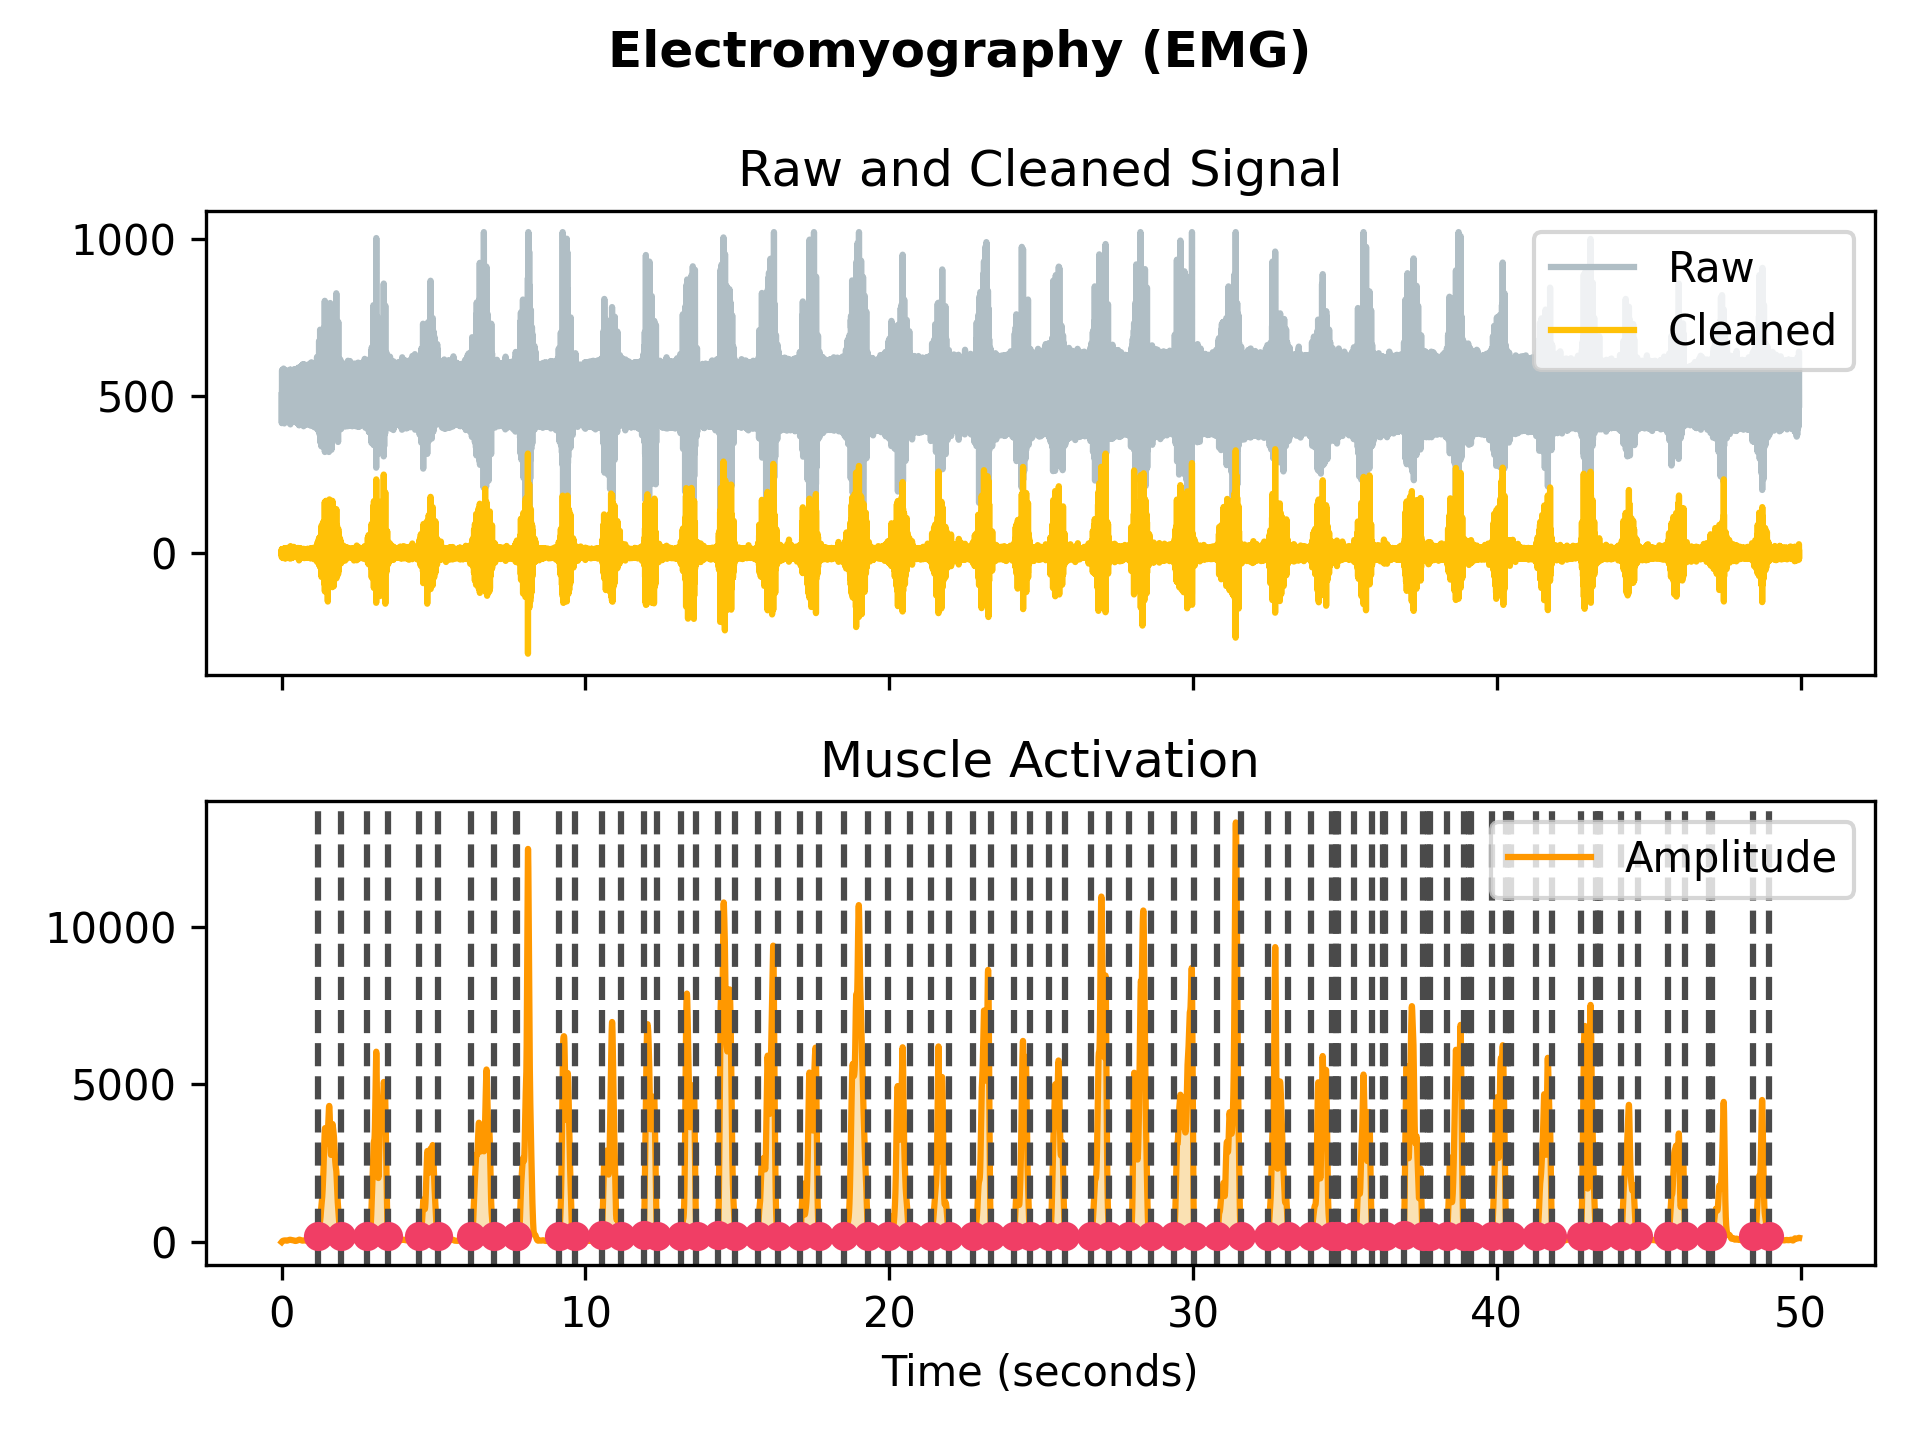 Electromyography (EMG)
Raw and Cleaned Signal
1000
500
0
Raw
Cleaned
Muscle Activation
10000
5000
0
Amplitude
0 10 20 30 40 50
Time (seconds)